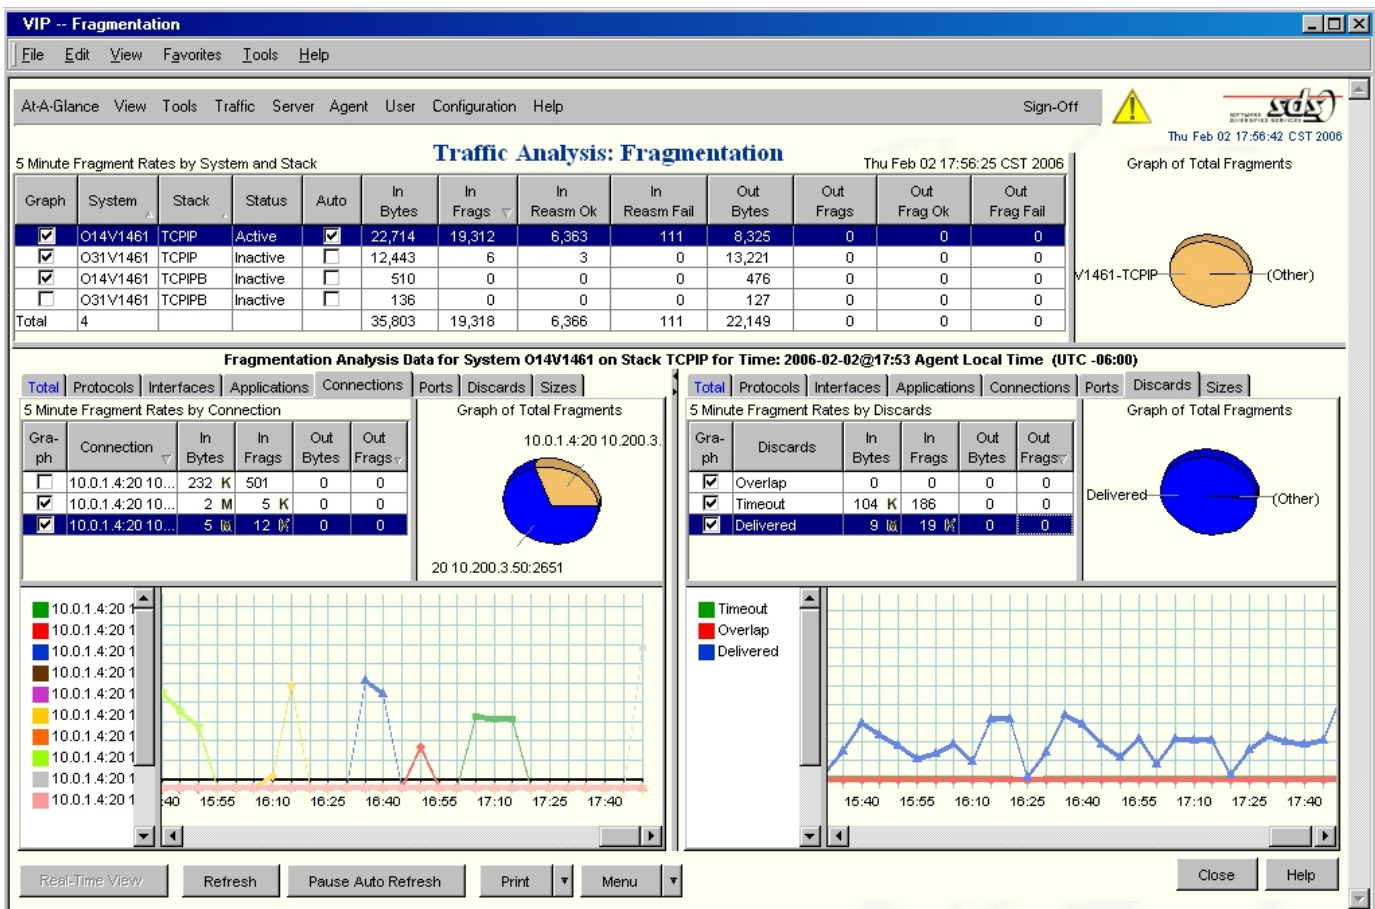 VIP -- Fragmentation
File Edit View Favorites Tools Help
At-A-Glance View Tools Traffic Server Agent User Configuration Help Sign-Off
sds
SOFTWARE DIVERSIFIED SERVICES
Thu Feb 02 17:56:42 CST 2006
5 Minute Fragment Rates by System and Stack Traffic Analysis: Fragmentation Thu Feb 02 17:56:25 CST 2006 Graph of Total Fragments
Graph System Stack Status Auto In Bytes In Frags In Reasm Ok In Reasm Fail Out Bytes Out Frags Out Frag Ok Out Frag Fail
O14V1461 TCPIP Active 22,714 19,312 6,363 111 8,325 0 0 0
O31V1461 TCPIP Inactive 12,443 6 3 0 13,221 0 0 0
O14V1461 TCPIPB Inactive 510 0 0 0 476 0 0 0
O31V1461 TCPIPB Inactive 136 0 0 0 127 0 0 0
Total 4 35,803 19,318 6,366 111 22,149 0 0 0
V1461-TCPIP (Other)
Fragmentation Analysis Data for System O14V1461 on Stack TCPIP for Time: 2006-02-02@17:53 Agent Local Time (UTC -06:00)
Total Protocols Interfaces Applications Connections Ports Discards Sizes
5 Minute Fragment Rates by Connection Graph of Total Fragments
Gra-ph Connection In Bytes In Frags Out Bytes Out Frags
10.0.1.4:20 10... 232 K 501 0 0
10.0.1.4:20 10... 2 M 5 K 0 0
10.0.1.4:20 10... 5 M 12 K 0 0
10.0.1.4:20 10.200.3.
20 10.200.3.50:2651
10.0.1.4:20 1
10.0.1.4:20 1
10.0.1.4:20 1
10.0.1.4:20 1
10.0.1.4:20 1
10.0.1.4:20 1
10.0.1.4:20 1
10.0.1.4:20 1
10.0.1.4:20 1
10.0.1.4:20 1
:40 15:55 16:10 16:25 16:40 16:55 17:10 17:25 17:40
Total Protocols Interfaces Applications Connections Ports Discards Sizes
5 Minute Fragment Rates by Discards Graph of Total Fragments
Gra-ph Discards In Bytes In Frags Out Bytes Out Frags
Overlap 0 0 0 0
Timeout 104 K 186 0 0
Delivered 9 M 19 K 0 0
Delivered (Other)
Timeout
Overlap
Delivered
15:40 15:55 16:10 16:25 16:40 16:55 17:10 17:25 17:40
Real-Time View Refresh Pause Auto Refresh Print Menu Close Help